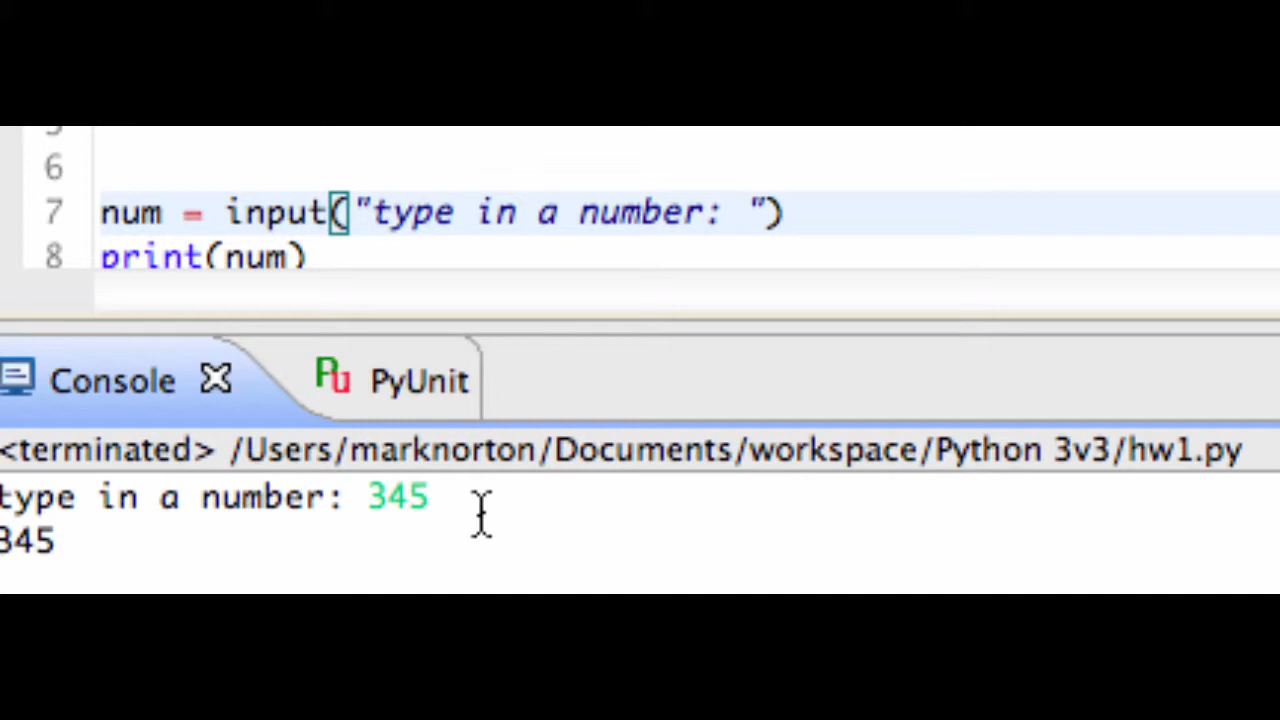 6
7 num = input("type in a number: ")
8 print(num)
Console PyUnit
<terminated> /Users/marknorton/Documents/workspace/Python 3v3/hw1.py
type in a number: 345
345